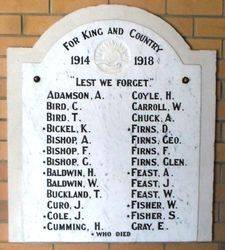 FOR KING AND COUNTRY
1914 1918
"LEST WE FORGET."
ADAMSON, A. COYLE, H.
BIRD, C. CARROLL, W.
BIRD, T. CHUCK, A.
•BICKEL, K. •FIRNS, D.
BISHOP, A. FIRNS, GEO.
•BISHOP, F. FIRNS, F.
•BISHOP, G. FIRNS, GLEN.
•BALDWIN, H. •FEAST, A.
BALDWIN, W. FEAST, J.
BUCKLAND, T. FEAST, W.
CURO, J. •FISHER, W.
•COLE, J. •FISHER, S.
•CUMMING, H. GRAY, E.
• WHO DIED